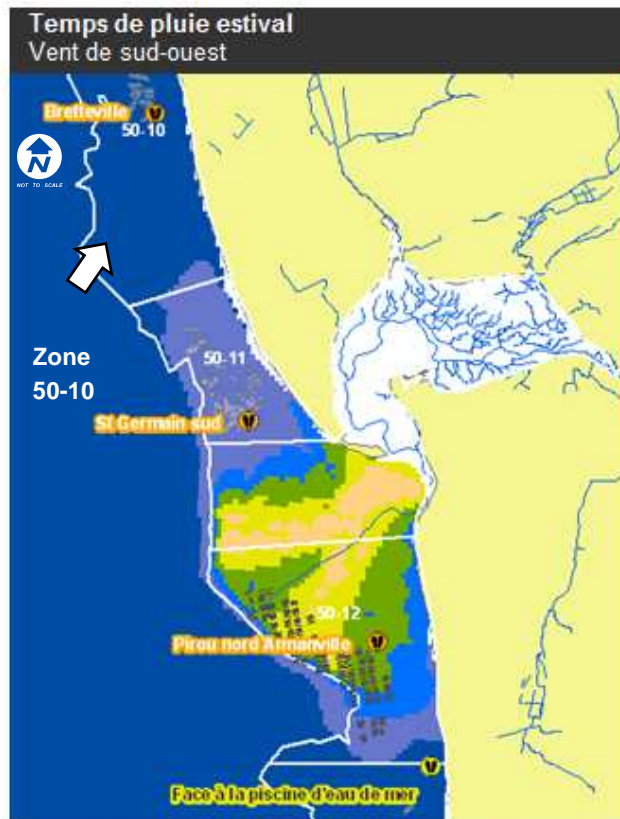 Temps de pluie estival
Vent de sud-ouest
Bretteville
50-10
N
NOT TO SCALE
Zone
50-10
50-11
St Germain sud
50-12
Pirou nord Armanville
Face à la piscine d'eau de mer